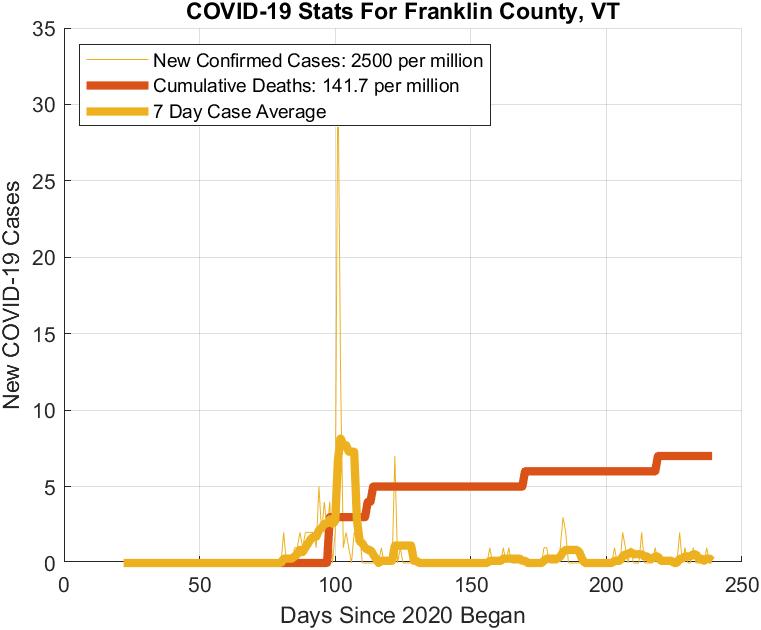 COVID-19 Stats For Franklin County, VT
New Confirmed Cases: 2500 per million
Cumulative Deaths: 141.7 per million
7 Day Case Average
New COVID-19 Cases
35
30
25
20
15
10
5
0
0 50 100 150 200 250
Days Since 2020 Began